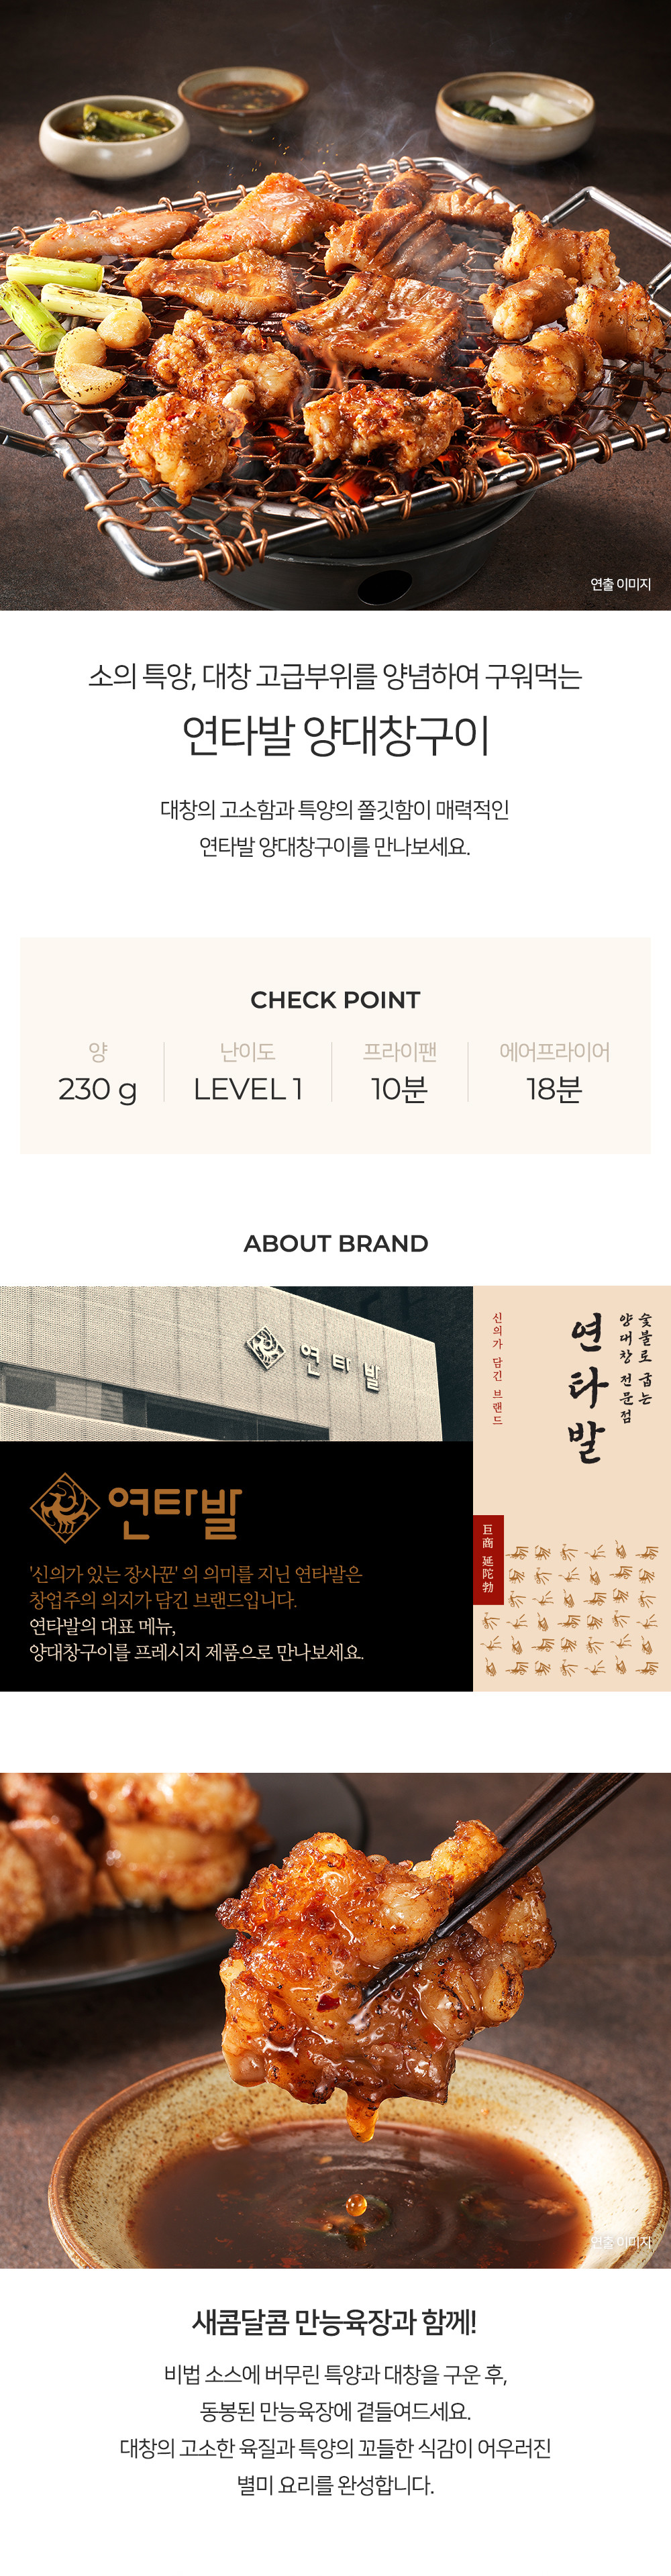 연출 이미지
소의 특양, 대창 고급부위를 양념하여 구워먹는
연타발 양대창구이
대창의 고소함과 특양의 쫄깃함이 매력적인
연타발 양대창구이를 만나보세요.
CHECK POINT
양
230 g
난이도
LEVEL 1
프라이팬
10분
에어프라이어
18분
ABOUT BRAND
연타발
연타발
'신의가 있는 장사꾼' 의 의미를 지닌 연타발은
창업주의 의지가 담긴 브랜드입니다.
연타발의 대표 메뉴,
양대창구이를 프레시지 제품으로 만나보세요.
숯불로 굽는
양대창 전문점
연타발
신의가 담긴 브랜드
巨商 延陀勃
연출 이미지
새콤달콤 만능육장과 함께!
비법 소스에 버무린 특양과 대창을 구운 후,
동봉된 만능육장에 곁들여드세요.
대창의 고소한 육질과 특양의 꼬들한 식감이 어우러진
별미 요리를 완성합니다.